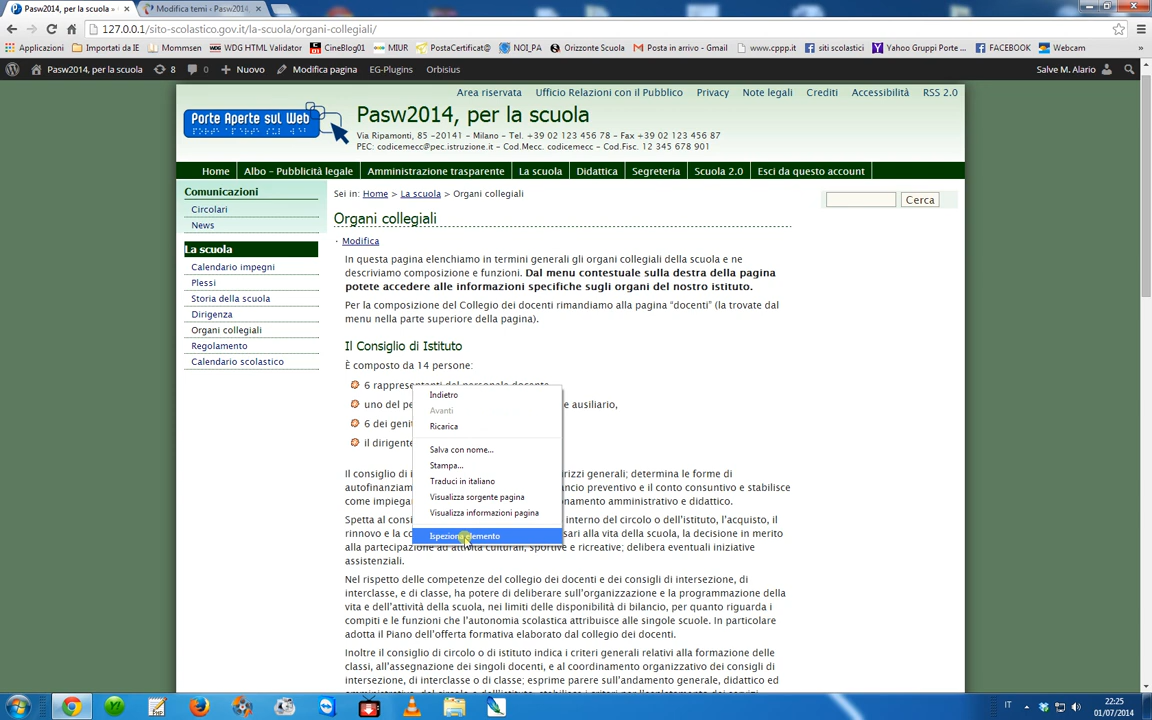 Pasw2014, per la scuola ×
Modifica temi ‹ Pasw2014 ×
127.0.0.1/sito-scolastico.gov.it/la-scuola/organi-collegiali/
Applicazioni Importati da IE Mommsen WDG HTML Validator CineBlog01 MIUR PostaCertificat@ NOI_PA Orizzonte Scuola Posta in arrivo - Gmail www.cppp.it siti scolastici Yahoo Gruppi Porte ... FACEBOOK Webcam »
Pasw2014, per la scuola 8 0 + Nuovo Modifica pagina EG-Plugins Orbisius Salve M. Alario
Area riservata Ufficio Relazioni con il Pubblico Privacy Note legali Crediti Accessibilità RSS 2.0
Porte Aperte sul Web
Pasw2014, per la scuola
Via Ripamonti, 85 -20141 – Milano – Tel. +39 02 123 456 78 – Fax +39 02 123 456 87
PEC: codicemecc@pec.istruzione.it - Cod.Mecc. codicemecc – Cod.Fisc. 12 345 678 901
Home Albo – Pubblicità legale Amministrazione trasparente La scuola Didattica Segreteria Scuola 2.0 Esci da questo account
Comunicazioni
Circolari
News
La scuola
Calendario impegni
Plessi
Storia della scuola
Dirigenza
Organi collegiali
Regolamento
Calendario scolastico
Sei in: Home > La scuola > Organi collegiali
Cerca
Organi collegiali
· Modifica
In questa pagina elenchiamo in termini generali gli organi collegiali della scuola e ne
descriviamo composizione e funzioni. Dal menu contestuale sulla destra della pagina
potete accedere alle informazioni specifiche sugli organi del nostro istituto.
Per la composizione del Collegio dei docenti rimandiamo alla pagina "docenti" (la trovate dal
menu nella parte superiore della pagina).
Il Consiglio di Istituto
È composto da 14 persone:
6 rappresentanti del personale docente
uno del pe e ausiliario,
6 dei genit
il dirigente
Indietro
Avanti
Ricarica
Salva con nome...
Stampa...
Traduci in italiano
Visualizza sorgente pagina
Visualizza informazioni pagina
Ispeziona elemento
Il consiglio di i rizzi generali; determina le forme di
autofinanziame ancio preventivo e il conto consuntivo e stabilisce
come impiegar onamento amministrativo e didattico.
Spetta al consi interno del circolo o dell'istituto, l'acquisto, il
rinnovo e la co sari alla vita della scuola, la decisione in merito
alla partecipazione ad attività culturali, sportive e ricreative; delibera eventuali iniziative
assistenziali.
Nel rispetto delle competenze del collegio dei docenti e dei consigli di intersezione, di
interclasse, e di classe, ha potere di deliberare sull'organizzazione e la programmazione della
vita e dell'attività della scuola, nei limiti delle disponibilità di bilancio, per quanto riguarda i
compiti e le funzioni che l'autonomia scolastica attribuisce alle singole scuole. In particolare
adotta il Piano dell'offerta formativa elaborato dal collegio dei docenti.
Inoltre il consiglio di circolo o di istituto indica i criteri generali relativi alla formazione delle
classi, all'assegnazione dei singoli docenti, e al coordinamento organizzativo dei consigli di
intersezione, di interclasse o di classe; esprime parere sull'andamento generale, didattico ed
IT 22:25
01/07/2014